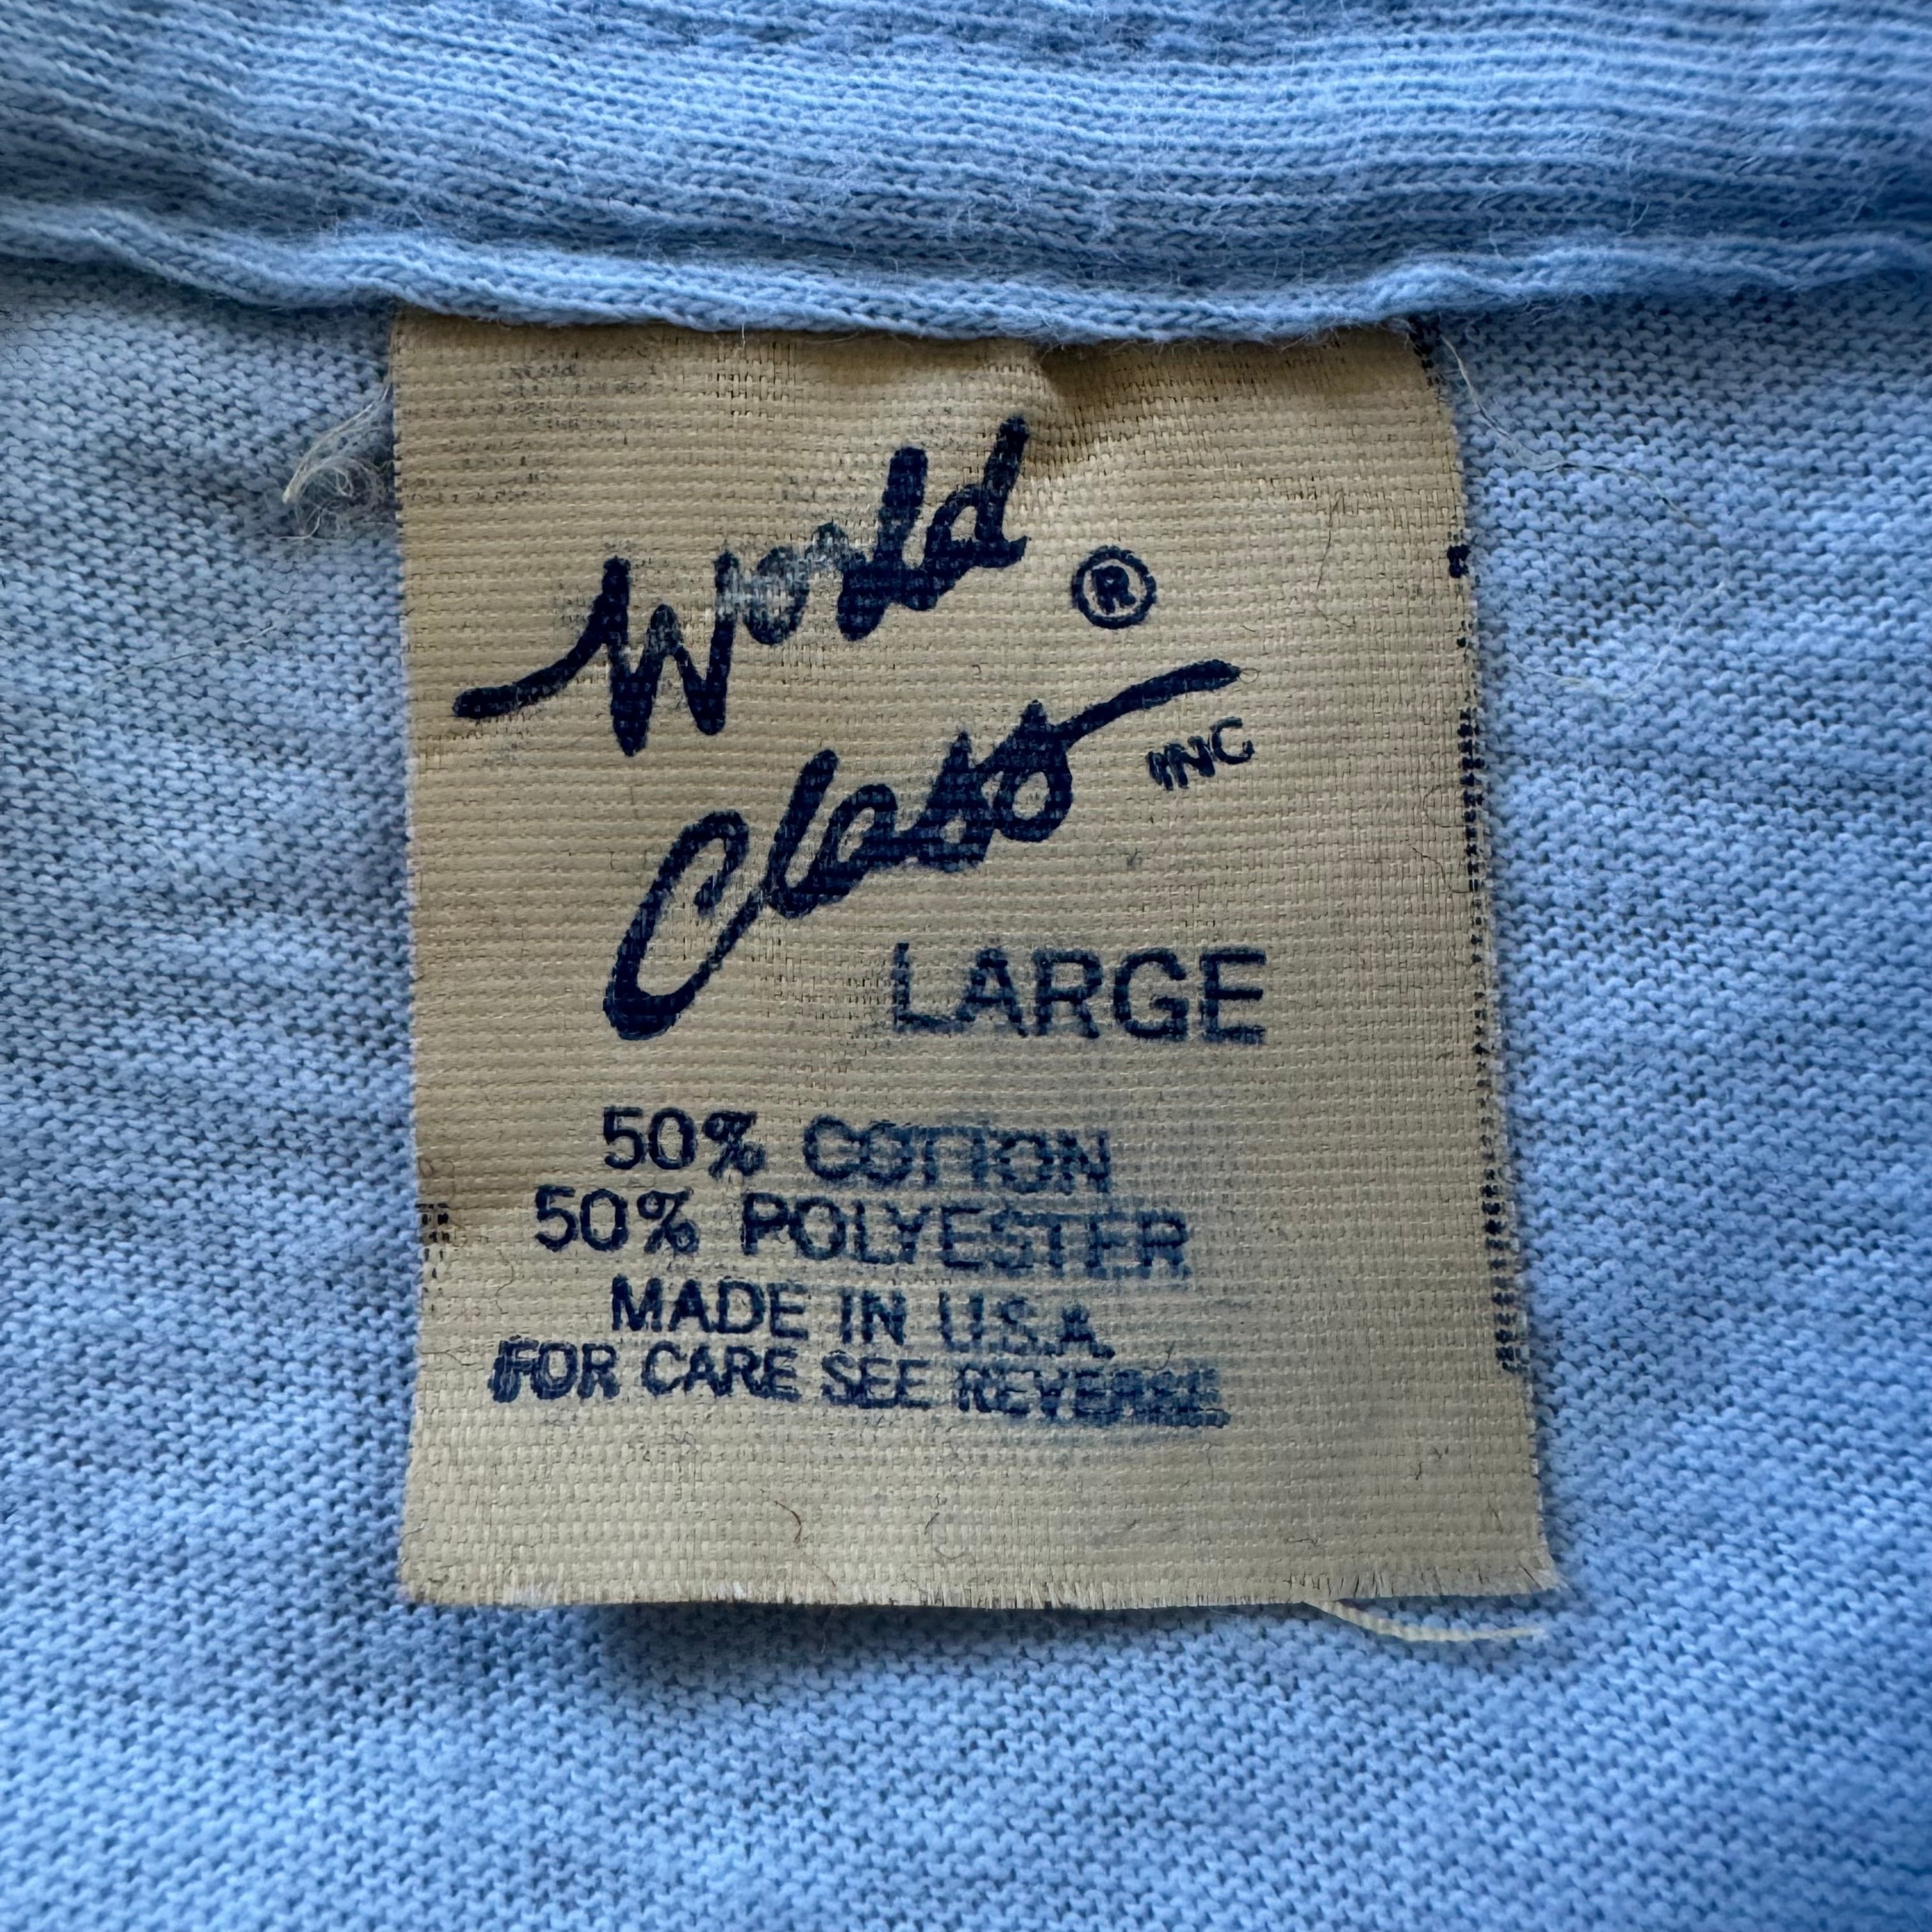 World ®
Class INC
LARGE
50% COTTON
50% POLYESTER
MADE IN U.S.A.
FOR CARE SEE REVERSE